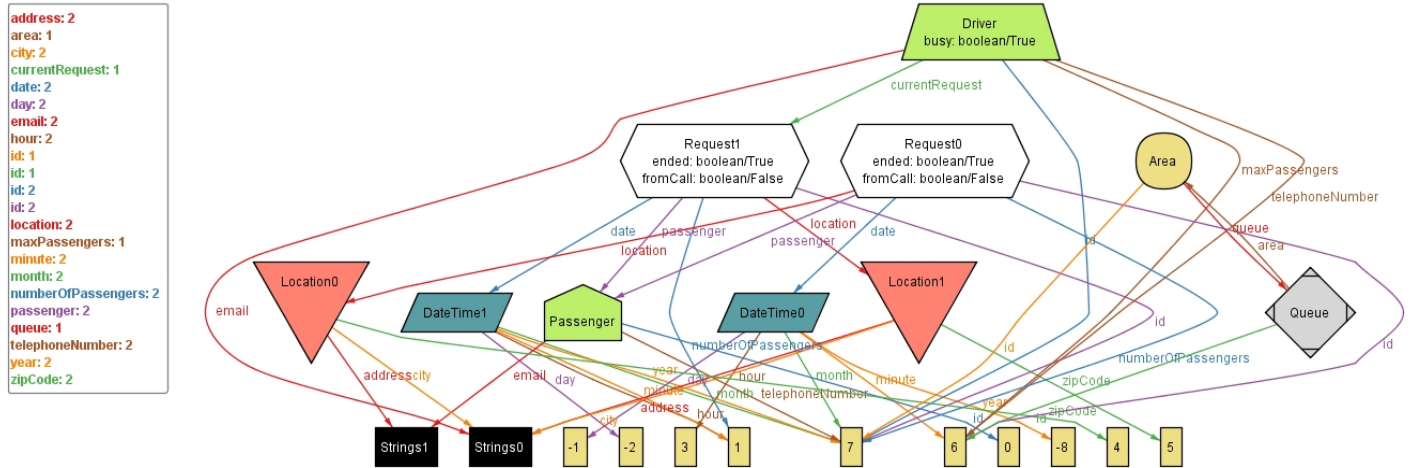 address: 2
area: 1
city: 2
currentRequest: 1
date: 2
day: 2
email: 2
hour: 2
id: 1
id: 1
id: 2
id: 2
location: 2
maxPassengers: 1
minute: 2
month: 2
numberOfPassengers: 2
passenger: 2
queue: 1
telephoneNumber: 2
year: 2
zipCode: 2
Driver
busy: boolean/True
currentRequest
Request1
ended: boolean/True
fromCall: boolean/False
Request0
ended: boolean/True
fromCall: boolean/False
Area
maxPassengers
telephoneNumber
date
passenger
location
location
passenger
date
id
queue
area
Location0
DateTime1
Passenger
DateTime0
Location1
Queue
email
id
id
id
numberOfPassengers
numberOfPassengers
address
city
email
day
year
minute
month
hour
telephoneNumber
day
address
city
hour
month
minute
year
zipCode
zipCode
id
id
Strings1
Strings0
-1
-2
3
1
7
6
0
-8
4
5